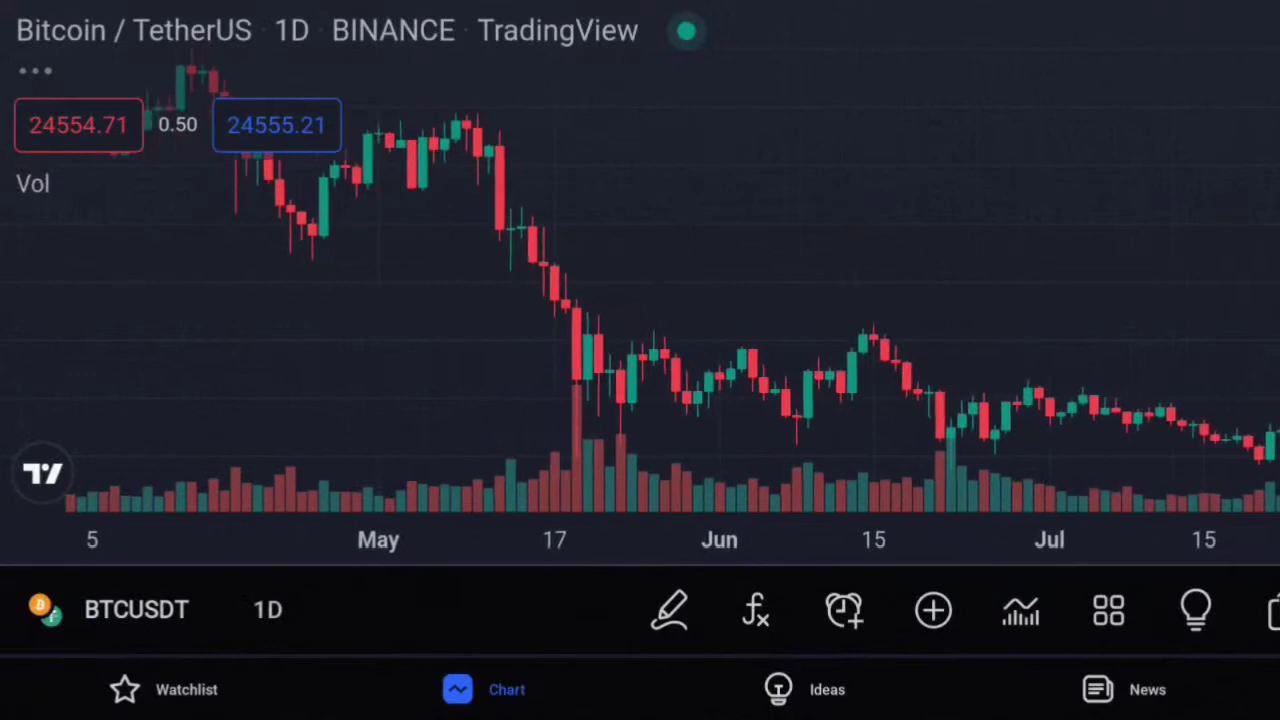 Bitcoin / TetherUS · 1D · BINANCE · TradingView
24554.71 0.50 24555.21
Vol
5 May 17 Jun 15 Jul 15
BTCUSDT 1D
Watchlist Chart Ideas News